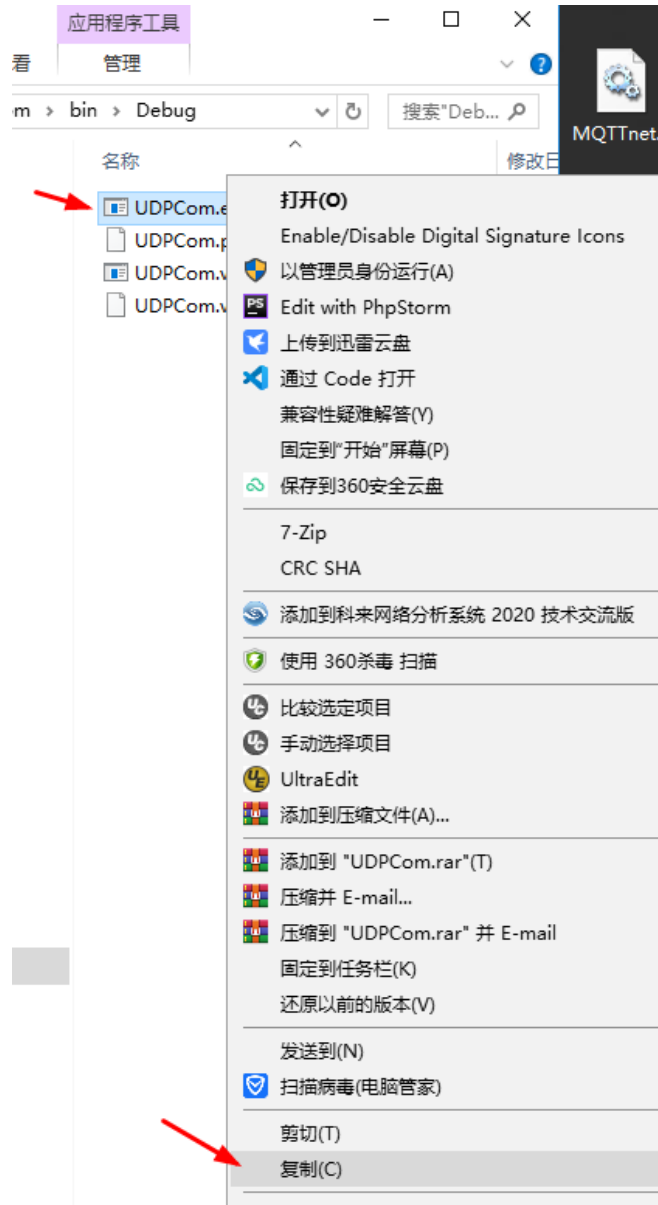 应用程序工具
看 管理
om > bin > Debug 搜索"Deb...
MQTTnet.
名称 修改日
UDPCom.e
UDPCom.p
UDPCom.v
UDPCom.v
打开(O)
Enable/Disable Digital Signature Icons
以管理员身份运行(A)
PS Edit with PhpStorm
上传到迅雷云盘
通过 Code 打开
兼容性疑难解答(Y)
固定到"开始"屏幕(P)
保存到360安全云盘
7-Zip
CRC SHA
添加到科来网络分析系统 2020 技术交流版
使用 360杀毒 扫描
比较选定项目
手动选择项目
UltraEdit
添加到压缩文件(A)...
添加到 "UDPCom.rar"(T)
压缩并 E-mail...
压缩到 "UDPCom.rar" 并 E-mail
固定到任务栏(K)
还原以前的版本(V)
发送到(N)
扫描病毒(电脑管家)
剪切(T)
复制(C)